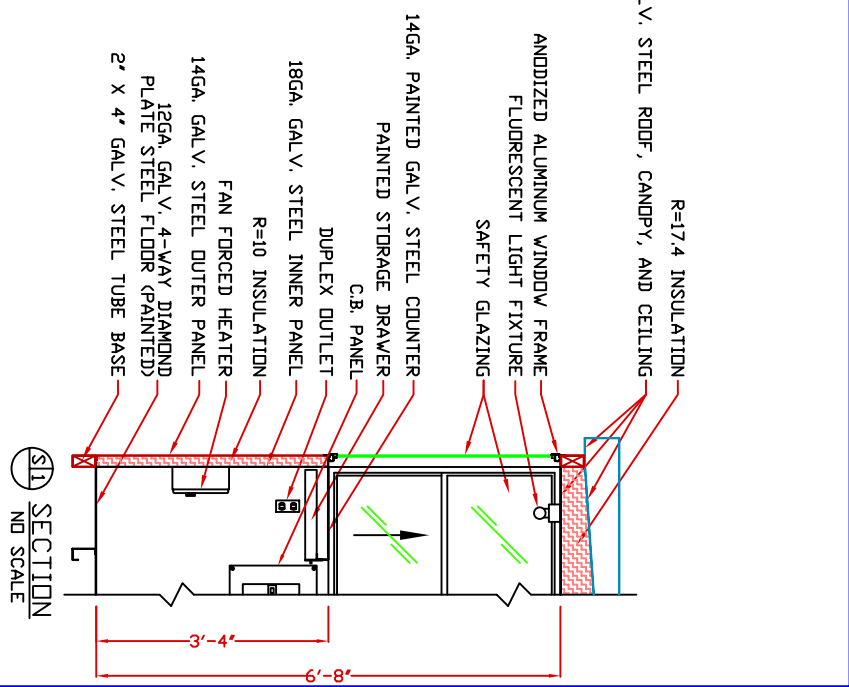 R=17.4 INSULATION
V. STEEL ROOF, CANOPY, AND CEILING
ANODIZED ALUMINUM WINDOW FRAME
FLUORESCENT LIGHT FIXTURE
SAFETY GLAZING
14GA. PAINTED GALV. STEEL COUNTER
PAINTED STORAGE DRAWER
C.B. PANEL
DUPLEX OUTLET
18GA. GALV. STEEL INNER PANEL
R=10 INSULATION
FAN FORCED HEATER
14GA. GALV. STEEL OUTER PANEL
12GA. GALV. 4-WAY DIAMOND
PLATE STEEL FLOOR (PAINTED)
2" X 4" GALV. STEEL TUBE BASE
3'-4"
6'-8"
S 1
SECTION
NO SCALE